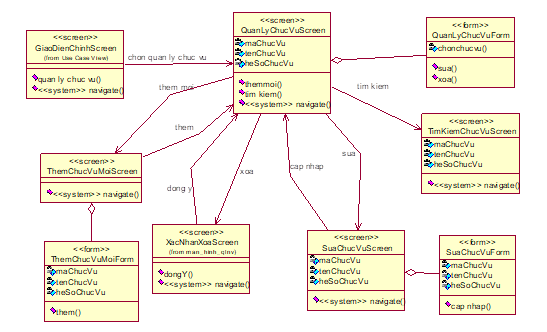 <<screen>>
GiaoDienChinhScreen
(from Use Case View)
quan ly chuc vu()
<<system>> navigate()
chon quan ly chuc vu
<<screen>>
QuanLyChucVuScreen
maChucVu
tenChucVu
heSoChucVu
themmoi()
tim kiem()
<<system>> navigate()
<<form>>
QuanLyChucVuForm
chonchucvu()
sua()
xoa()
them moi
them
tim kiem
<<screen>>
TimKiemChucVuScreen
maChucVu
tenChucVu
heSoChucVu
<<system>> navigate()
<<screen>>
ThemChucVuMoiScreen
<<system>> navigate()
dong y
xoa
cap nhap
sua
<<form>>
ThemChucVuMoiForm
maChucVu
tenChucVu
heSoChucVu
them()
<<screen>>
XacNhanXoaScreen
(from man_hinh_qlnv)
dongY()
<<system>> navigate()
<<screen>>
SuaChucVuScreen
maChucVu
tenChucVu
heSoChucVu
<<system>> navigate()
<<form>>
SuaChucVuForm
maChucVu
tenChucVu
heSoChucVu
cap nhap()